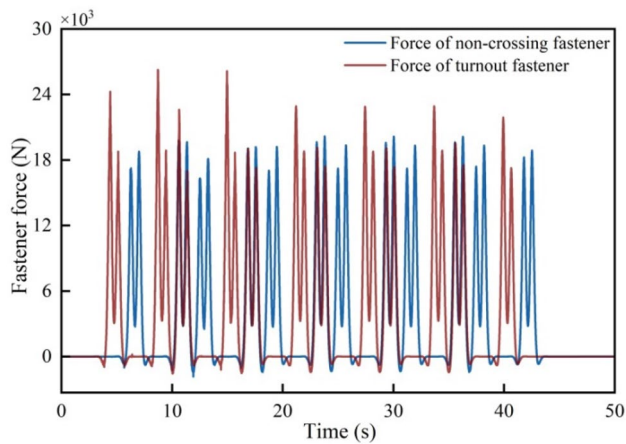 ×10³
30
24
18
12
6
0
Fastener force (N)
Force of non-crossing fastener
Force of turnout fastener
0 10 20 30 40 50
Time (s)